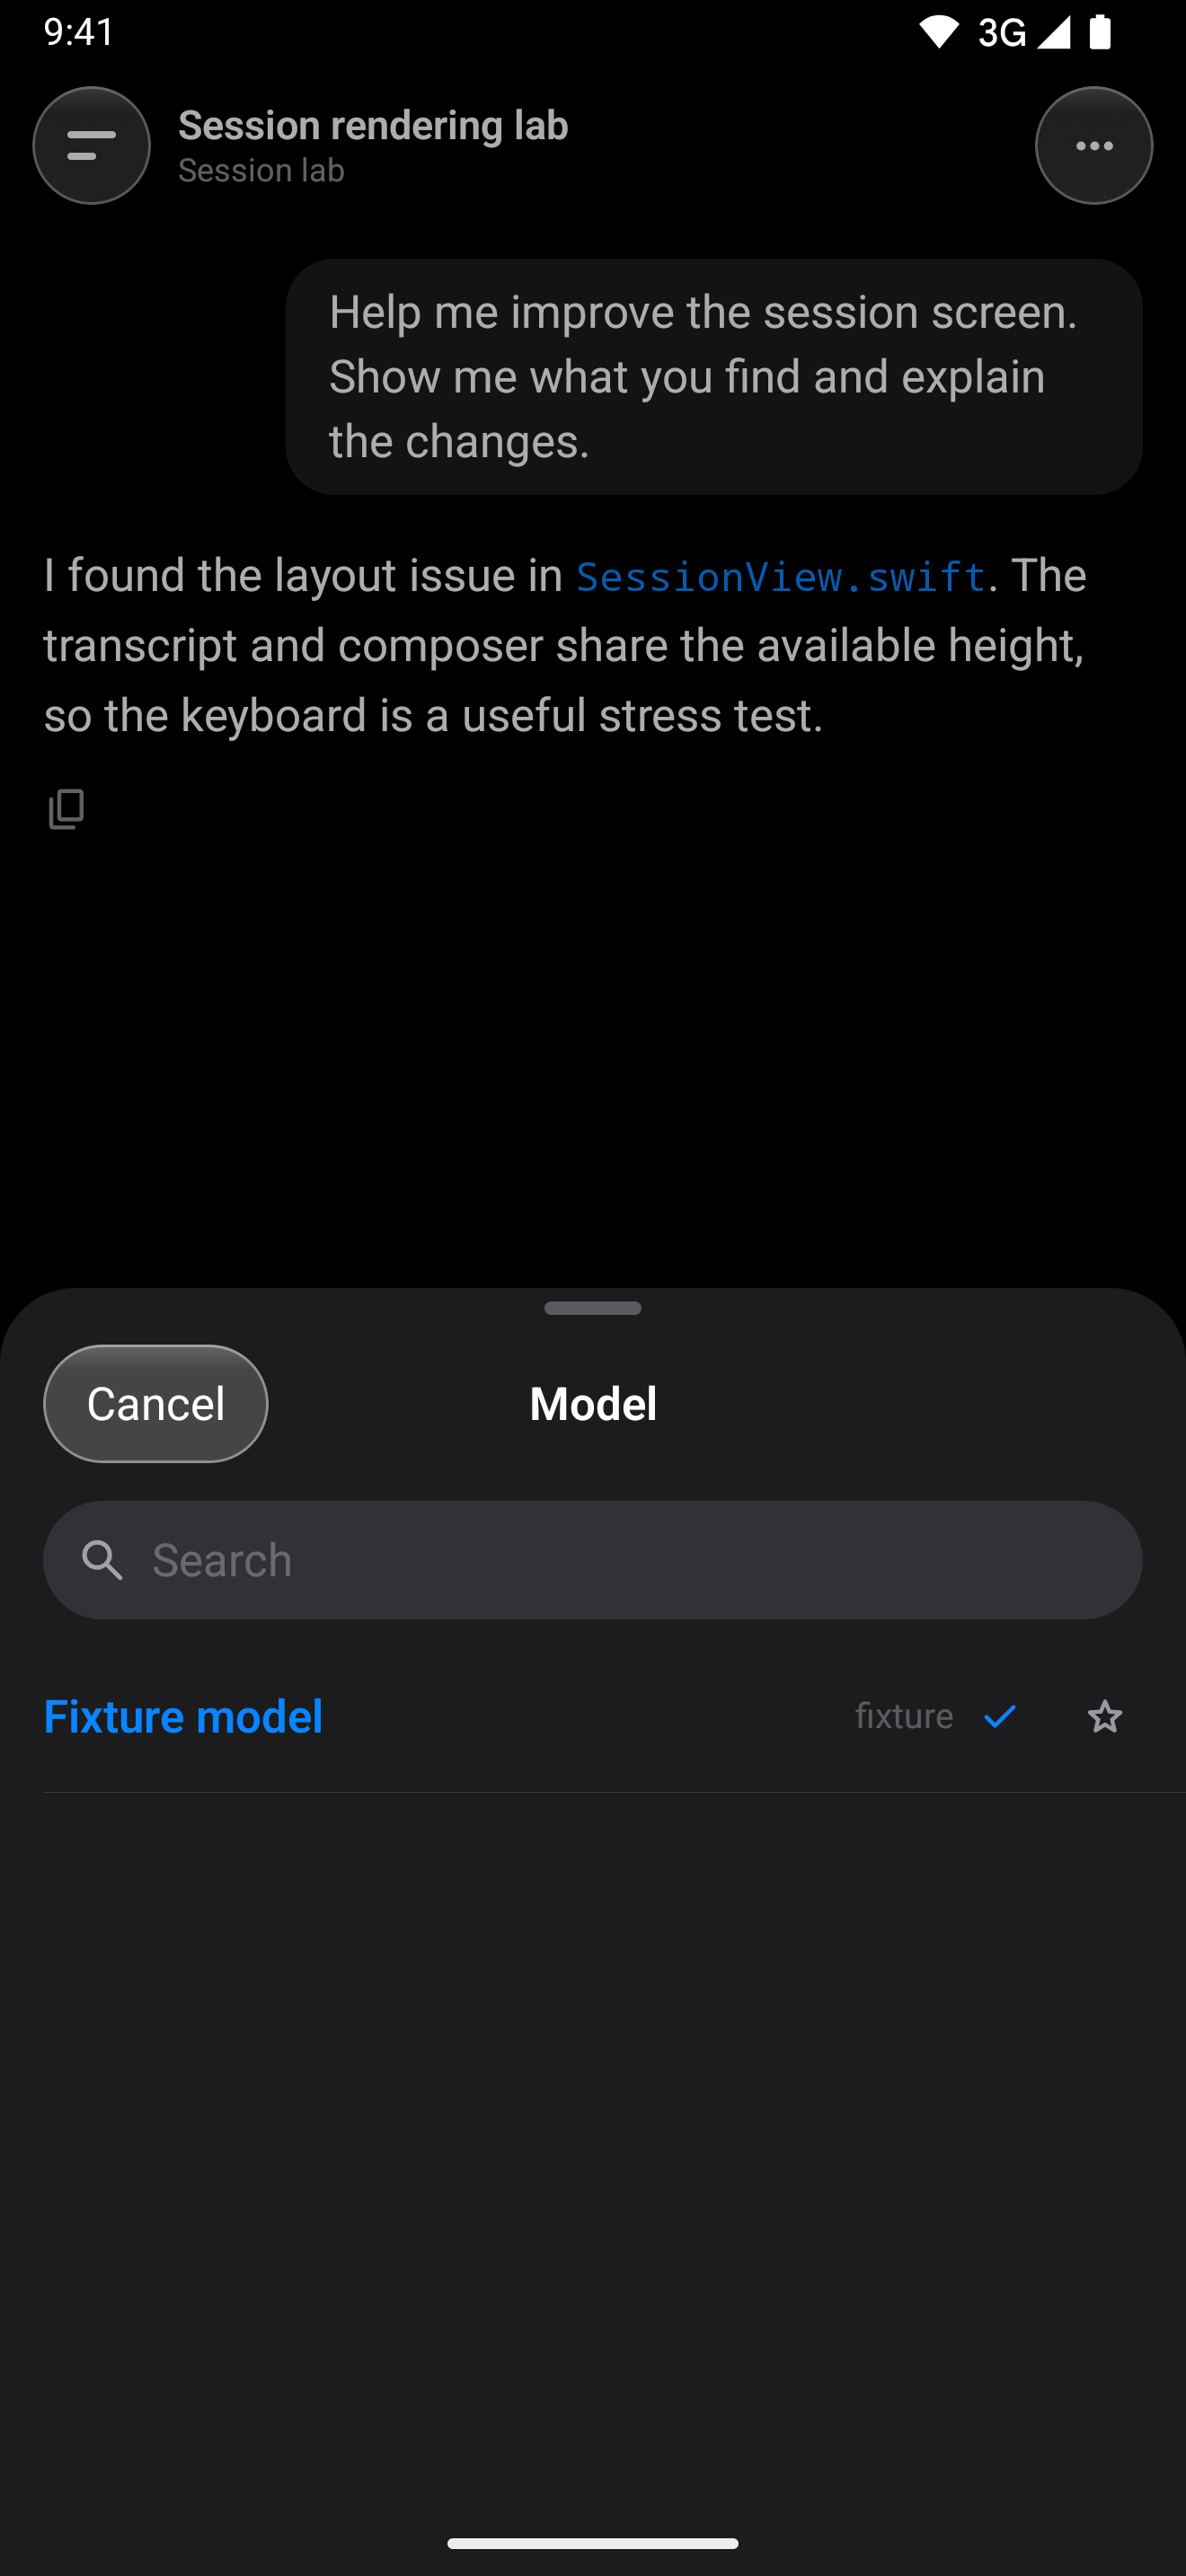 9:41
3G
Session rendering lab
Session lab
Help me improve the session screen.
Show me what you find and explain
the changes.
I found the layout issue in SessionView.swift. The
transcript and composer share the available height,
so the keyboard is a useful stress test.
Cancel
Model
Search
Fixture model
fixture